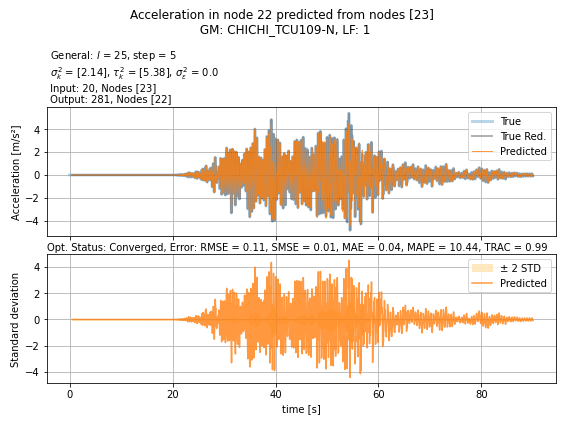 Acceleration in node 22 predicted from nodes [23]
GM: CHICHI_TCU109-N, LF: 1
General: l = 25, step = 5
σ²ₖ = [2.14], τ²ₖ = [5.38], σ²ε = 0.0
Input: 20, Nodes [23]
Output: 281, Nodes [22]
Acceleration [m/s²]
4
2
0
−2
−4
True
True Red.
Predicted
Opt. Status: Converged, Error: RMSE = 0.11, SMSE = 0.01, MAE = 0.04, MAPE = 10.44, TRAC = 0.99
Standard deviation
4
2
0
−2
−4
± 2 STD
Predicted
0
20
40
60
80
time [s]